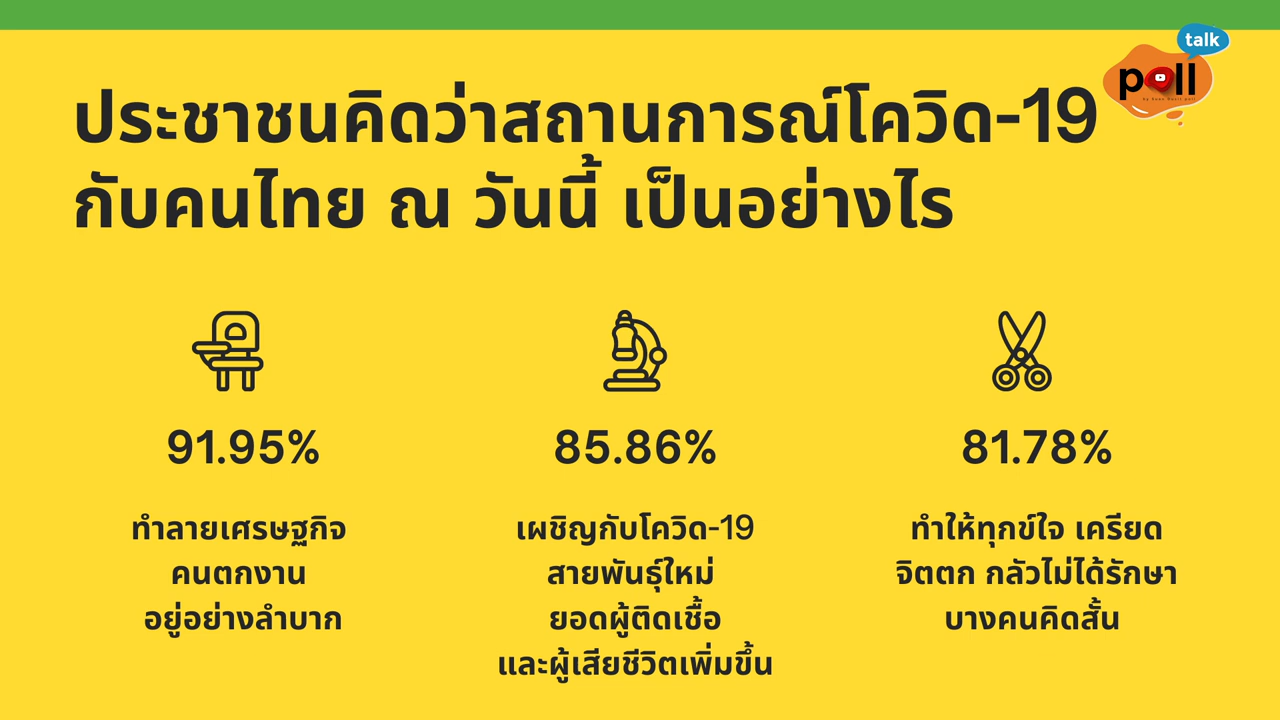 talk
poll
ประชาชนคิดว่าสถานการณ์โควิด-19
กับคนไทย ณ วันนี้ เป็นอย่างไร
91.95%
ทำลายเศรษฐกิจ
คนตกงาน
อยู่อย่างลำบาก
85.86%
เผชิญกับโควิด-19
สายพันธุ์ใหม่
ยอดผู้ติดเชื้อ
และผู้เสียชีวิตเพิ่มขึ้น
81.78%
ทำให้ทุกข์ใจ เครียด
จิตตก กลัวไม่ได้รักษา
บางคนคิดสั้น